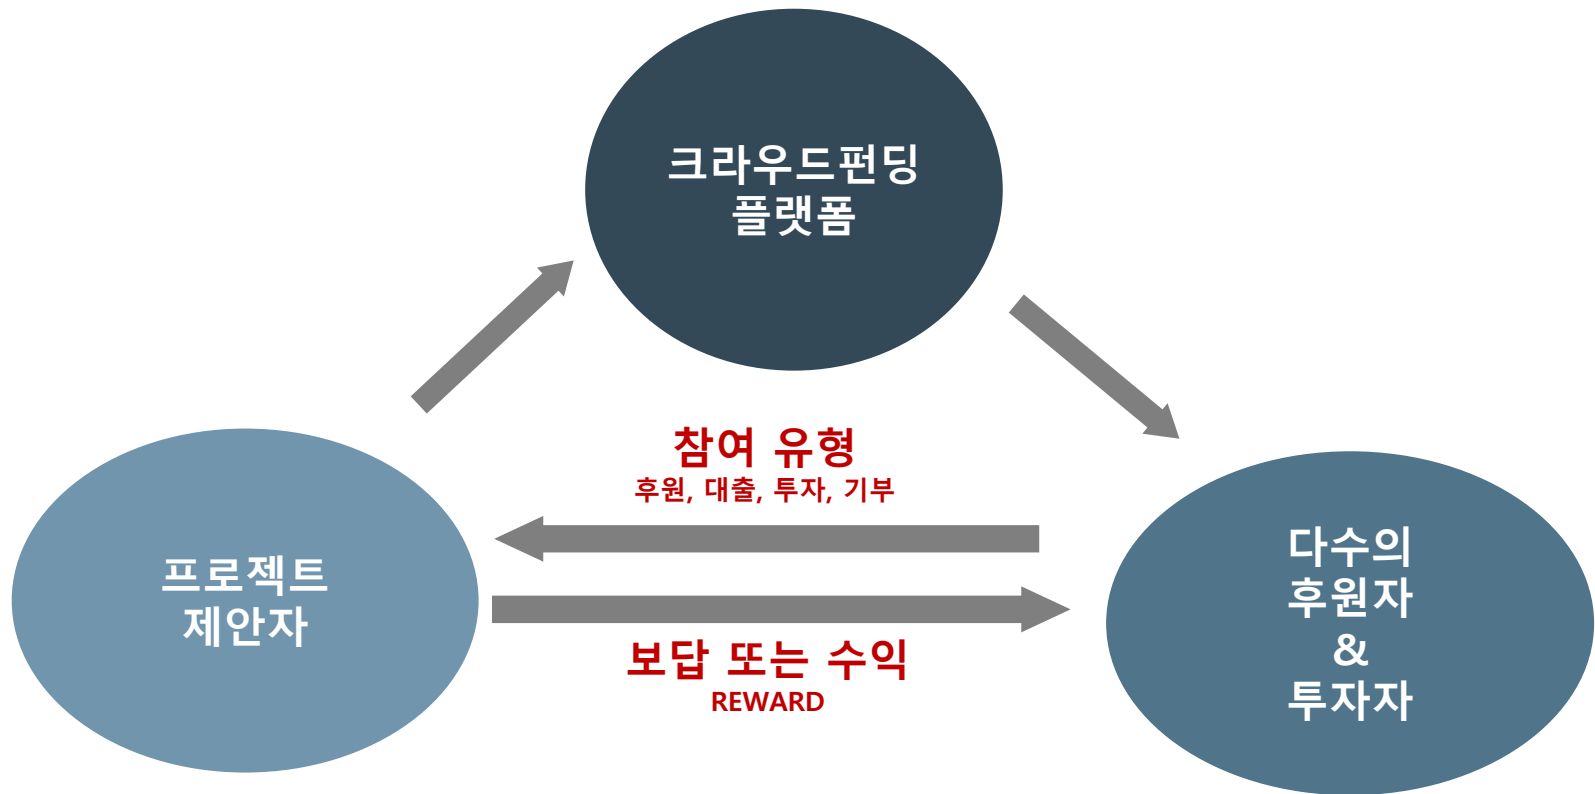 크라우드펀딩
플랫폼
참여 유형
후원, 대출, 투자, 기부
프로젝트
제안자
다수의
후원자
&
투자자
보답 또는 수익
REWARD